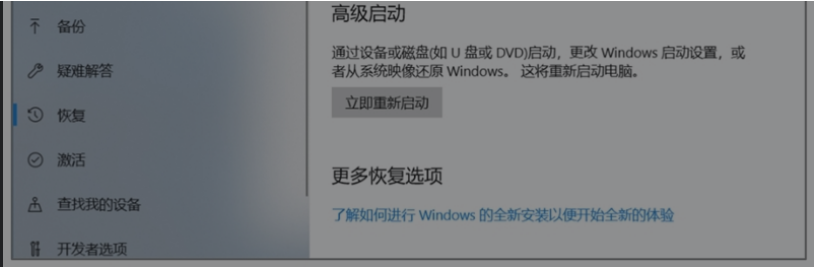 备份
疑难解答
恢复
激活
查找我的设备
开发者选项
高级启动
通过设备或磁盘(如 U 盘或 DVD)启动，更改 Windows 启动设置，或
者从系统映像还原 Windows。 这将重新启动电脑。
立即重新启动
更多恢复选项
了解如何进行 Windows 的全新安装以便开始全新的体验